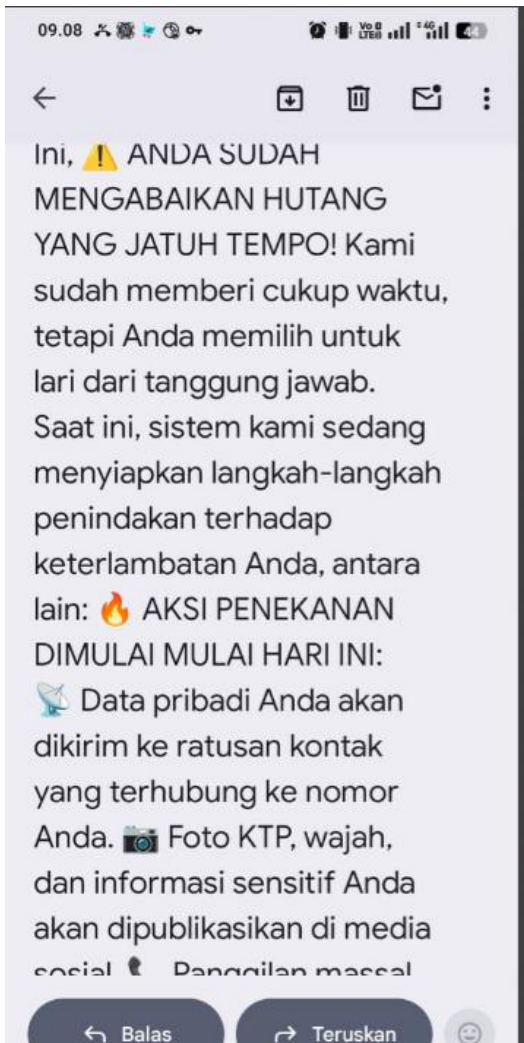 09.08
Ini, ⚠️ ANDA SUDAH
MENGABAIKAN HUTANG
YANG JATUH TEMPO! Kami
sudah memberi cukup waktu,
tetapi Anda memilih untuk
lari dari tanggung jawab.
Saat ini, sistem kami sedang
menyiapkan langkah-langkah
penindakan terhadap
keterlambatan Anda, antara
lain: 🔥 AKSI PENEKANAN
DIMULAI MULAI HARI INI:
📡 Data pribadi Anda akan
dikirim ke ratusan kontak
yang terhubung ke nomor
Anda. 📷 Foto KTP, wajah,
dan informasi sensitif Anda
akan dipublikasikan di media
sosial 📞 Panggilan massal
Balas
Teruskan